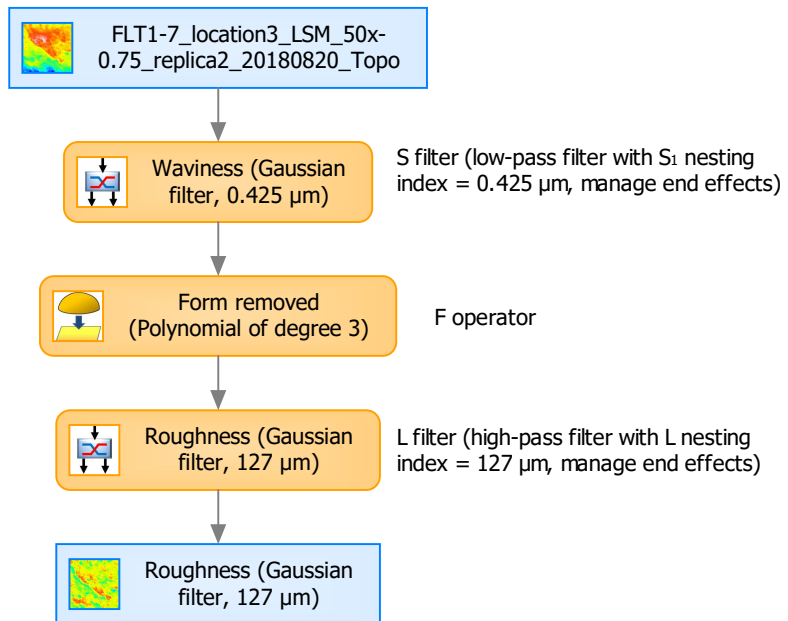 FLT1-7_location3_LSM_50x-
0.75_replica2_20180820_Topo
Waviness (Gaussian
filter, 0.425 µm)
S filter (low-pass filter with S₁ nesting
index = 0.425 µm, manage end effects)
Form removed
(Polynomial of degree 3)
F operator
Roughness (Gaussian
filter, 127 µm)
L filter (high-pass filter with L nesting
index = 127 µm, manage end effects)
Roughness (Gaussian
filter, 127 µm)